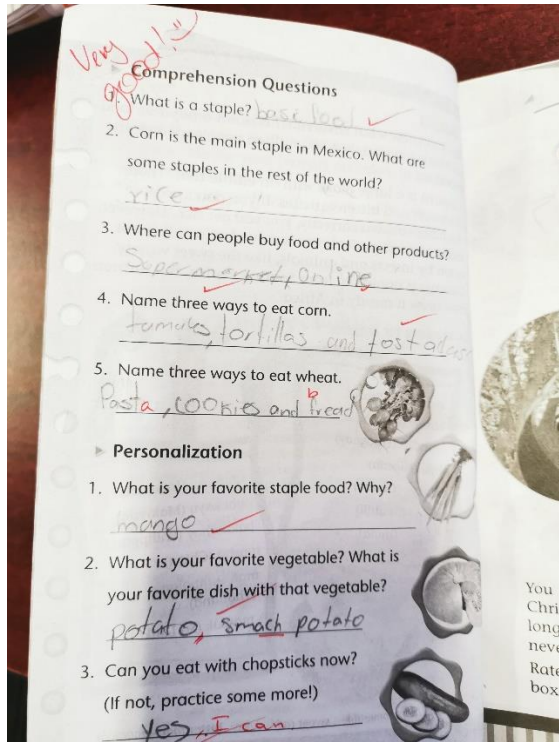 Very
good!
Comprehension Questions
1. What is a staple? base food
2. Corn is the main staple in Mexico. What are
some staples in the rest of the world?
rice
3. Where can people buy food and other products?
Supermarket, Online
4. Name three ways to eat corn.
tamales, tortillas and tostadas
5. Name three ways to eat wheat.
Pasta, cookies and bread
Personalization
1. What is your favorite staple food? Why?
mango
2. What is your favorite vegetable? What is
your favorite dish with that vegetable?
potato, smach potato
3. Can you eat with chopsticks now?
(If not, practice some more!)
yes, I can
You
Chri
long
neve
Rate
box